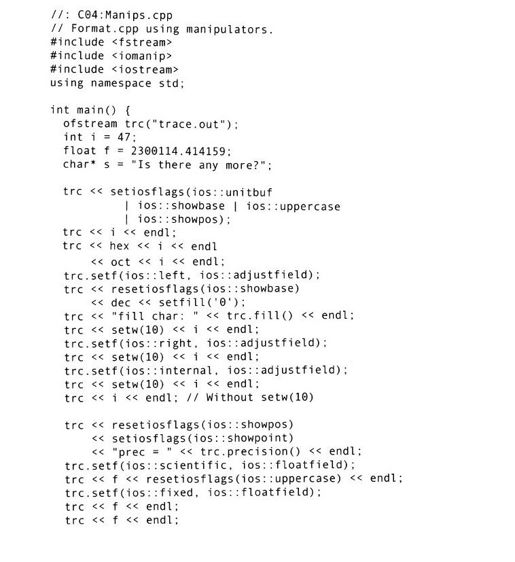 //: C04:Manips.cpp
// Format.cpp using manipulators.
#include <fstream>
#include <iomanip>
#include <iostream>
using namespace std;

int main() {
  ofstream trc("trace.out");
  int i = 47;
  float f = 2300114.414159;
  char* s = "Is there any more?";

  trc << setiosflags(ios::unitbuf
         | ios::showbase | ios::uppercase
         | ios::showpos);
  trc << i << endl;
  trc << hex << i << endl
      << oct << i << endl;
  trc.setf(ios::left, ios::adjustfield);
  trc << resetiosflags(ios::showbase)
      << dec << setfill('0');
  trc << "fill char: " << trc.fill() << endl;
  trc << setw(10) << i << endl;
  trc.setf(ios::right, ios::adjustfield);
  trc << setw(10) << i << endl;
  trc.setf(ios::internal, ios::adjustfield);
  trc << setw(10) << i << endl;
  trc << i << endl; // Without setw(10)

  trc << resetiosflags(ios::showpos)
      << setiosflags(ios::showpoint)
      << "prec = " << trc.precision() << endl;
  trc.setf(ios::scientific, ios::floatfield);
  trc << f << resetiosflags(ios::uppercase) << endl;
  trc.setf(ios::fixed, ios::floatfield);
  trc << f << endl;
  trc << f << endl;